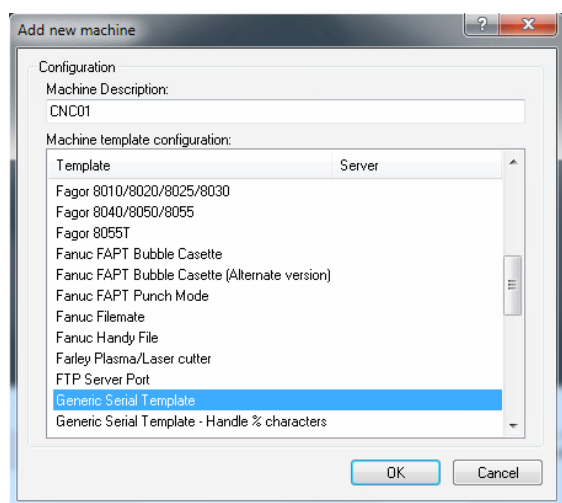 Add new machine
?
Configuration
Machine Description:
CNC01
Machine template configuration:
Template Server
Fagor 8010/8020/8025/8030
Fagor 8040/8050/8055
Fagor 8055T
Fanuc FAPT Bubble Casette
Fanuc FAPT Bubble Casette (Alternate version)
Fanuc FAPT Punch Mode
Fanuc Filemate
Fanuc Handy File
Farley Plasma/Laser cutter
FTP Server Port
Generic Serial Template
Generic Serial Template - Handle % characters
OK Cancel